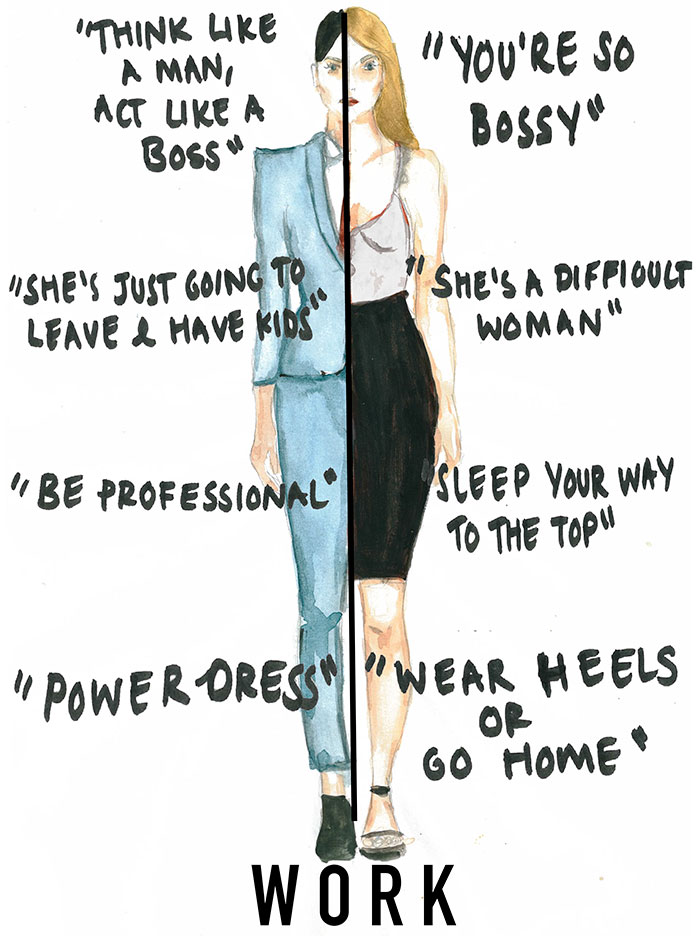 "THINK LIKE
A MAN,
ACT LIKE A
BOSS"
"YOU'RE SO
BOSSY"
"SHE'S JUST GOING TO
LEAVE & HAVE KIDS"
"SHE'S A DIFFICULT
WOMAN"
"BE PROFESSIONAL"
"SLEEP YOUR WAY
TO THE TOP"
"POWER DRESS"
"WEAR HEELS
OR
GO HOME"
WORK